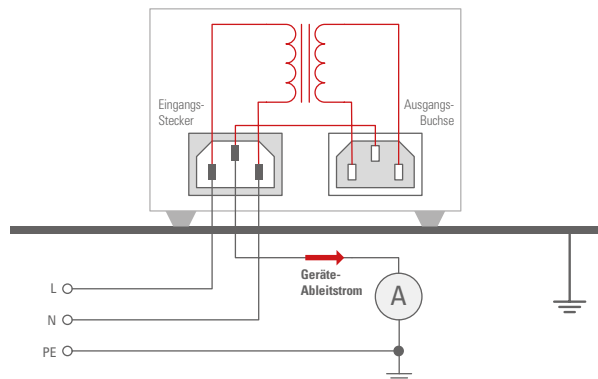 Eingangs-
Stecker
Ausgangs-
Buchse
Geräte-
Ableitstrom
A
L
N
PE